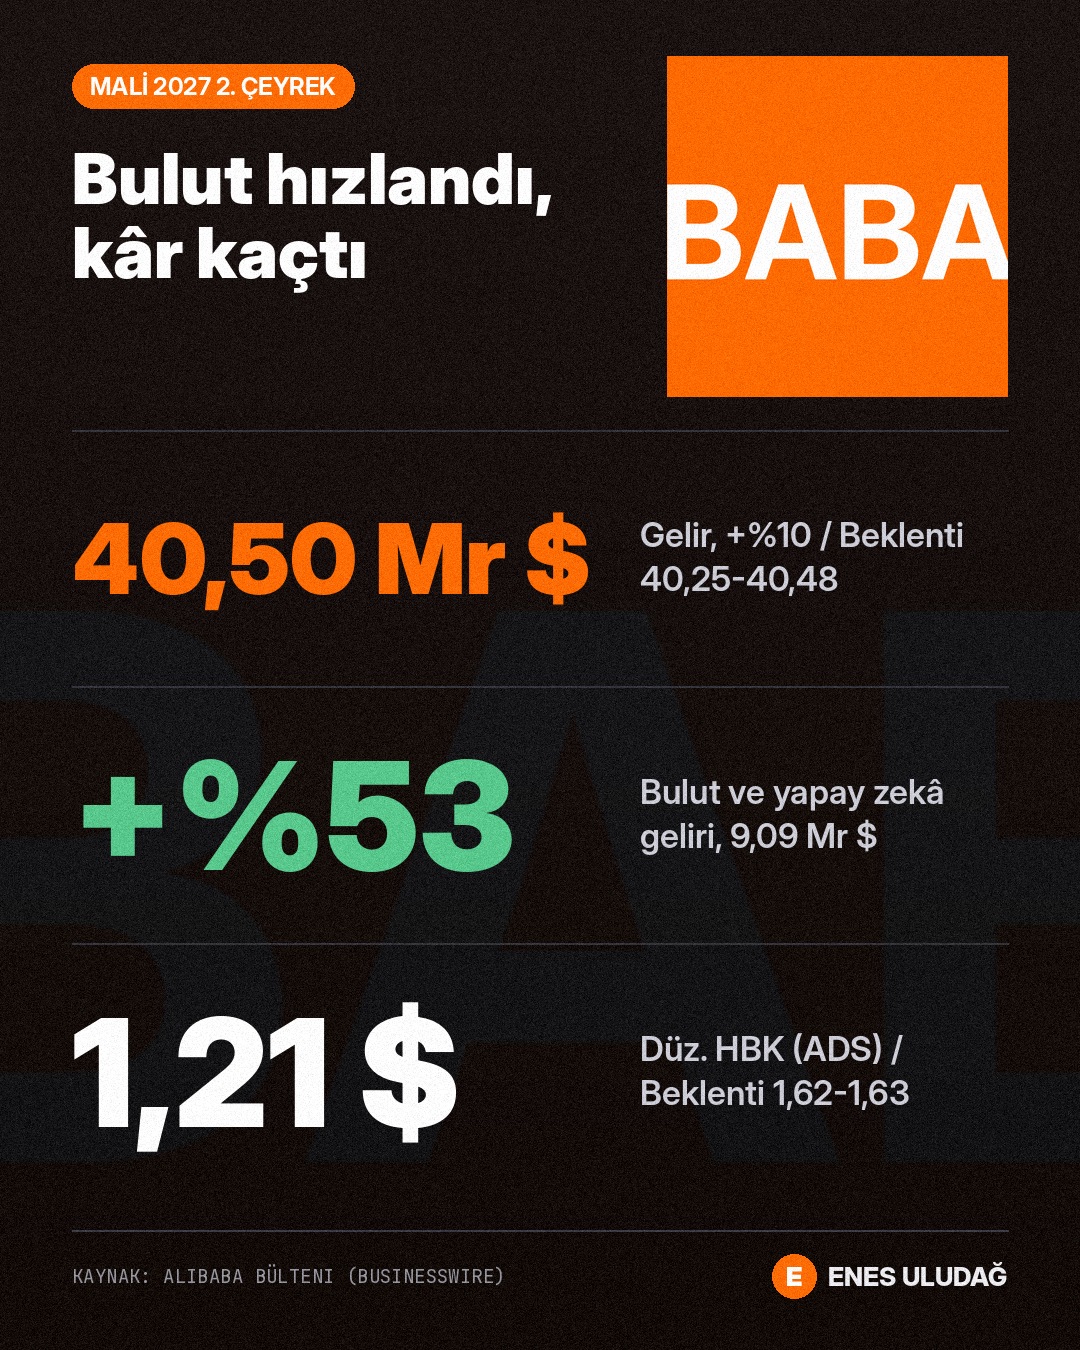 MALİ 2027 2. ÇEYREK
Bulut hızlandı,
kâr kaçtı
BABA
40,50 Mr $
Gelir, +%10 / Beklenti
40,25-40,48
+%53
Bulut ve yapay zekâ
geliri, 9,09 Mr $
1,21 $
Düz. HBK (ADS) /
Beklenti 1,62-1,63
KAYNAK: ALIBABA BÜLTENI (BUSINESSWIRE)
E ENES ULUDAĞ